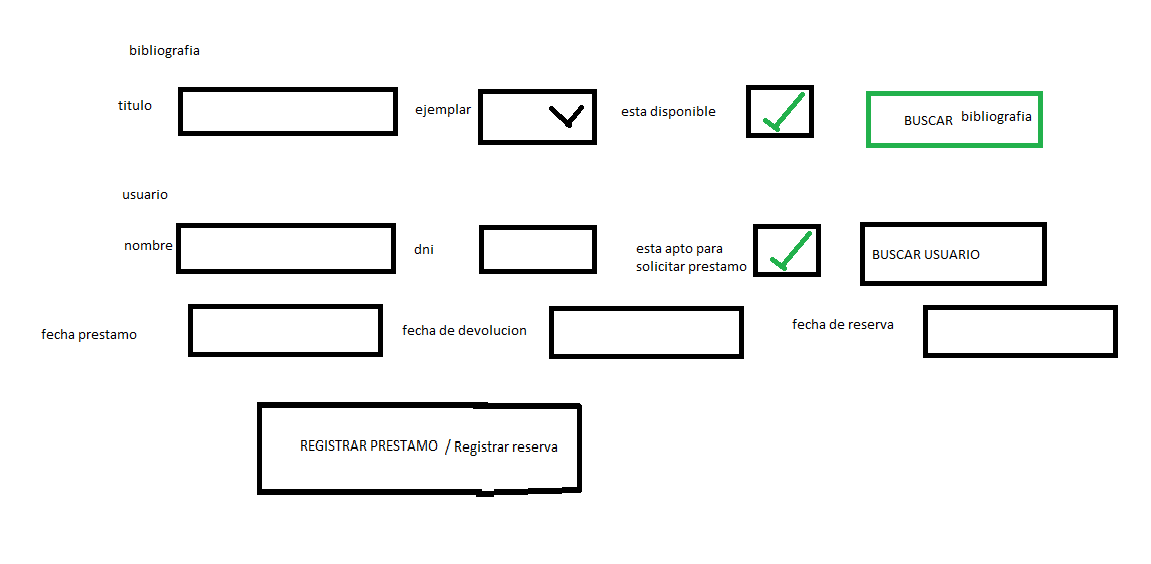 bibliografia
titulo
ejemplar
esta disponible
BUSCAR bibliografia
usuario
nombre
dni
esta apto para
solicitar prestamo
BUSCAR USUARIO
fecha prestamo
fecha de devolucion
fecha de reserva
REGISTRAR PRESTAMO / Registrar reserva